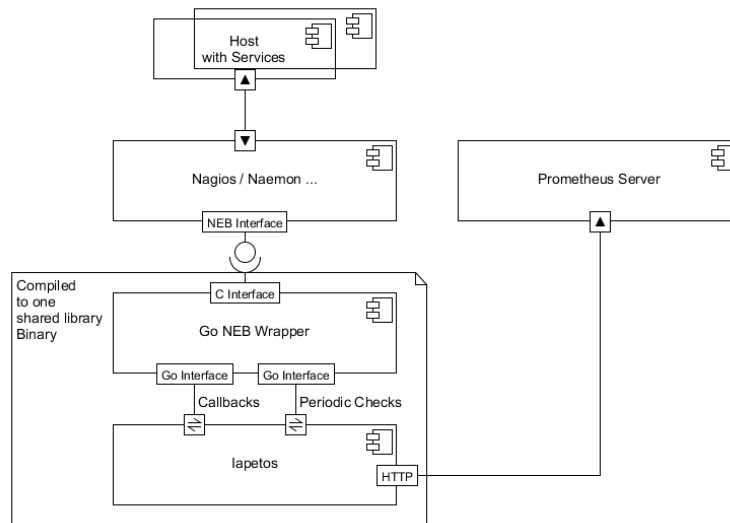 Host
with Services
Nagios / Naemon ...
Prometheus Server
NEB Interface
Compiled
to one
shared library
Binary
C Interface
Go NEB Wrapper
Go Interface
Go Interface
Callbacks
Periodic Checks
Iapetos
HTTP